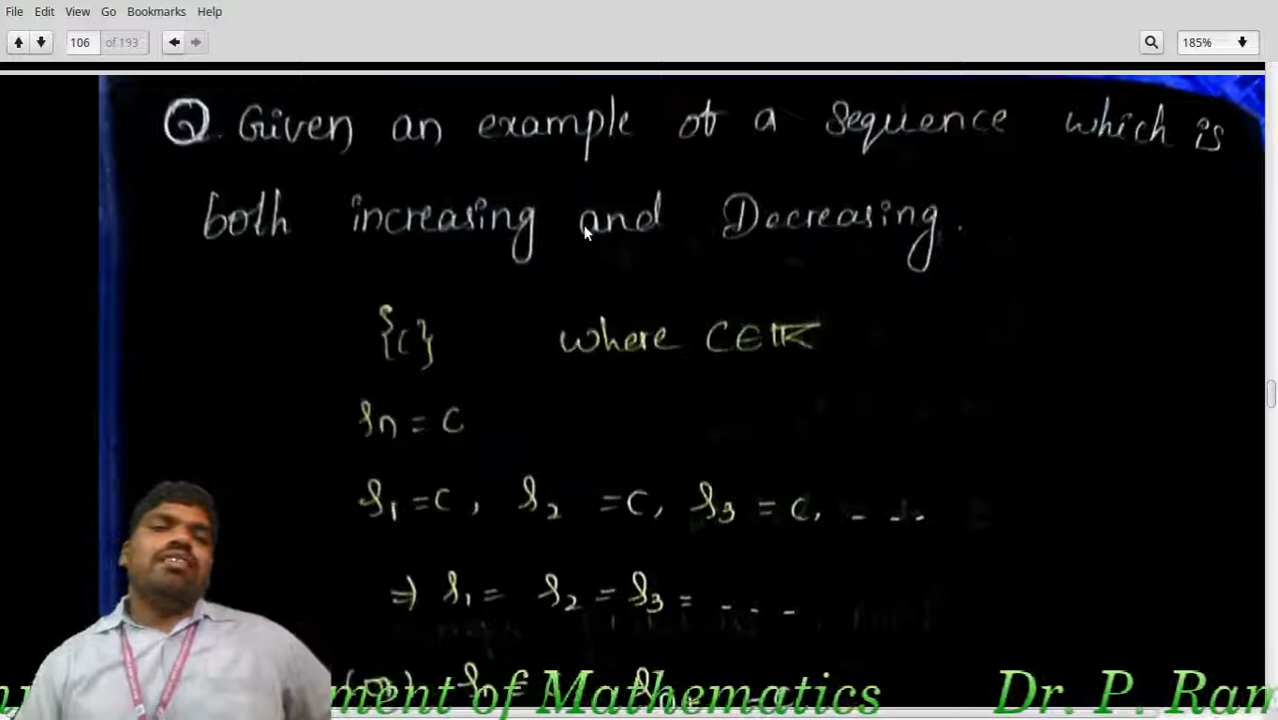 File Edit View Go Bookmarks Help
106 of 193 185%
Q. Given an example of a sequence which is
both increasing and Decreasing.
{c} where C∈ℝ
Sn = C
S1 = C, S2 = C, S3 = C, - - - -
⇒ S1 = S2 = S3 = - - - -
ment of Mathematics Dr. P. Ram